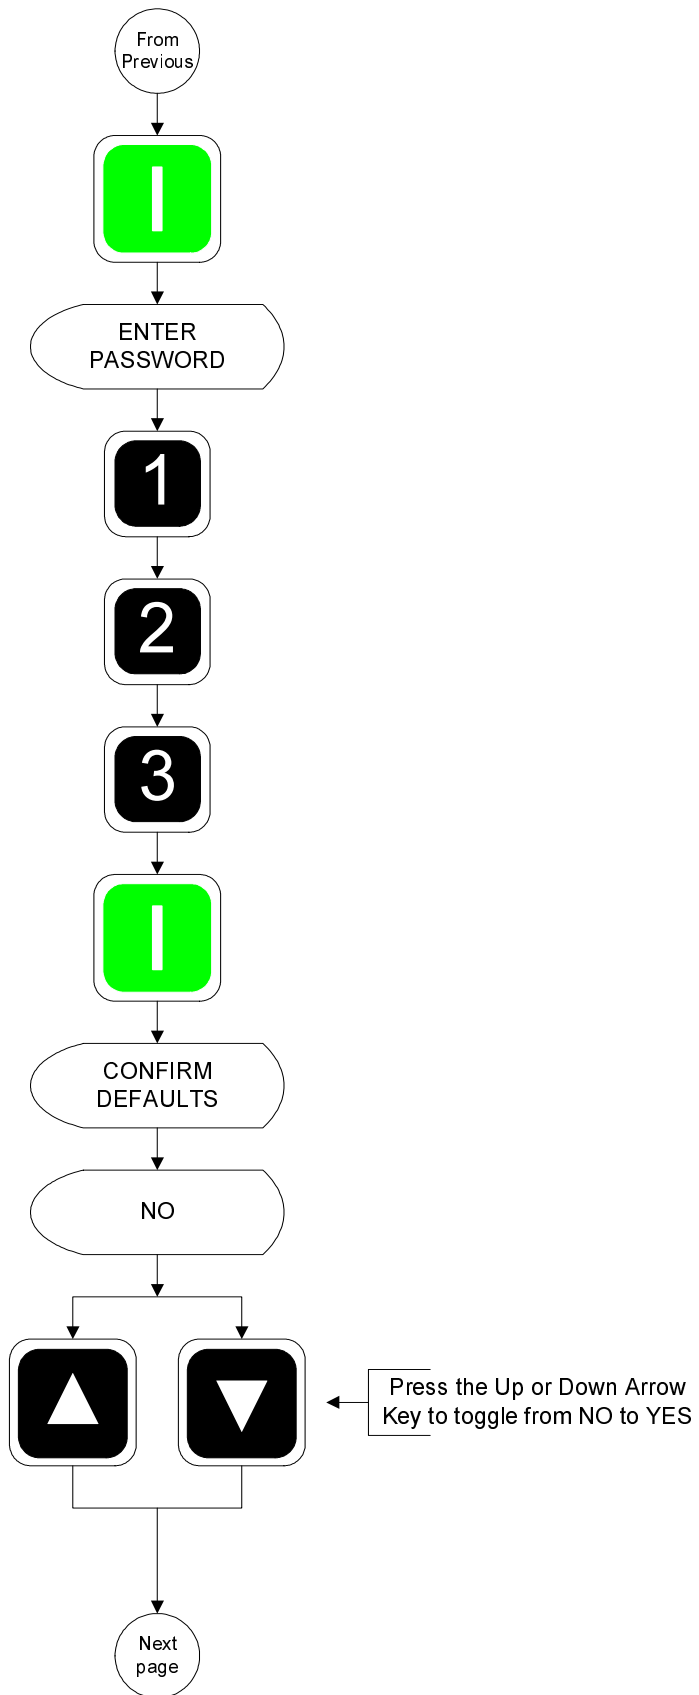 From
Previous
I
ENTER
PASSWORD
1
2
3
I
CONFIRM
DEFAULTS
NO
Press the Up or Down Arrow
Key to toggle from NO to YES
Next
page